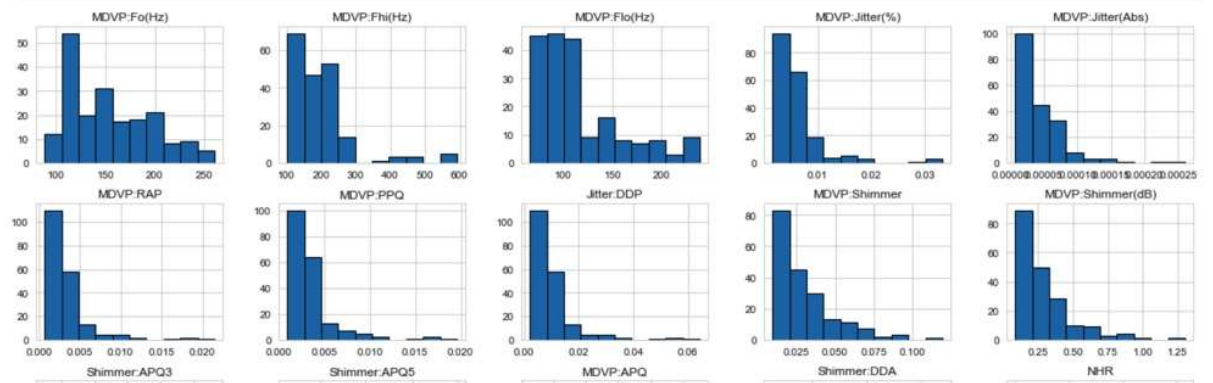 MDVP:Fo(Hz) MDVP:Fhi(Hz) MDVP:Flo(Hz) MDVP:Jitter(%) MDVP:Jitter(Abs)
50 40 30 20 10 0
100 150 200 250
60 40 20 0
100 200 300 400 500 600
40 30 20 10 0
100 150 200
80 60 40 20 0
0.01 0.02 0.03
100 80 60 40 20 0
0.00000 0.00005 0.00010 0.00015 0.00020 0.00025
MDVP:RAP MDVP:PPQ Jitter:DDP MDVP:Shimmer MDVP:Shimmer(dB)
100 80 60 40 20 0
0.000 0.005 0.010 0.015 0.020
100 80 60 40 20 0
0.000 0.005 0.010 0.015 0.020
100 80 60 40 20 0
0.00 0.02 0.04 0.06
80 60 40 20 0
0.025 0.050 0.075 0.100
80 60 40 20 0
0.25 0.50 0.75 1.00 1.25
Shimmer:APQ3 Shimmer:APQ5 MDVP:APQ Shimmer:DDA NHR